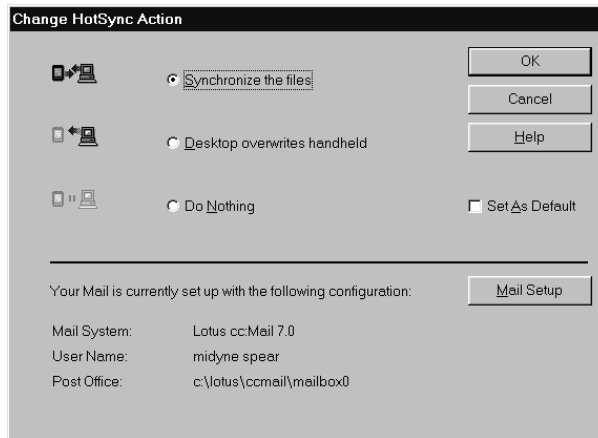 Change HotSync Action
Synchronize the files
OK
Cancel
Desktop overwrites handheld
Help
Do Nothing
Set As Default
Your Mail is currently set up with the following configuration:
Mail Setup
Mail System: Lotus cc:Mail 7.0
User Name: midyne spear
Post Office: c:\lotus\ccmail\mailbox0